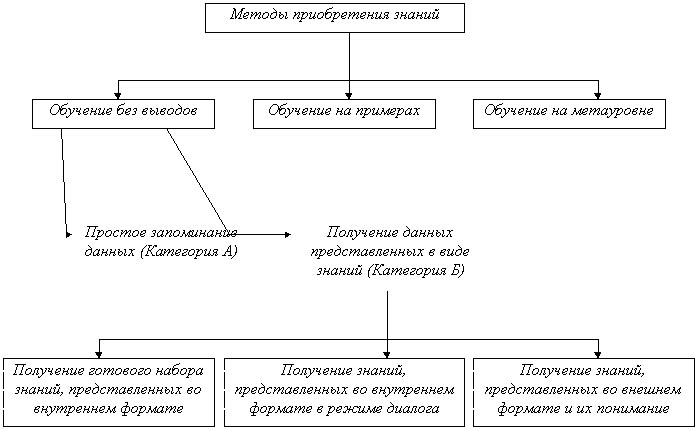 Методы приобретения знаний
Обучение без выводов
Обучение на примерах
Обучение на метауровне
Простое запоминание
данных (Категория А)
Получение данных
представленных в виде
знаний (Категория Б)
Получение готового набора
знаний, представленных во
внутреннем формате
Получение знаний,
представленных во внутреннем
формате в режиме диалога
Получение знаний,
представленных во внешнем
формате и их понимание